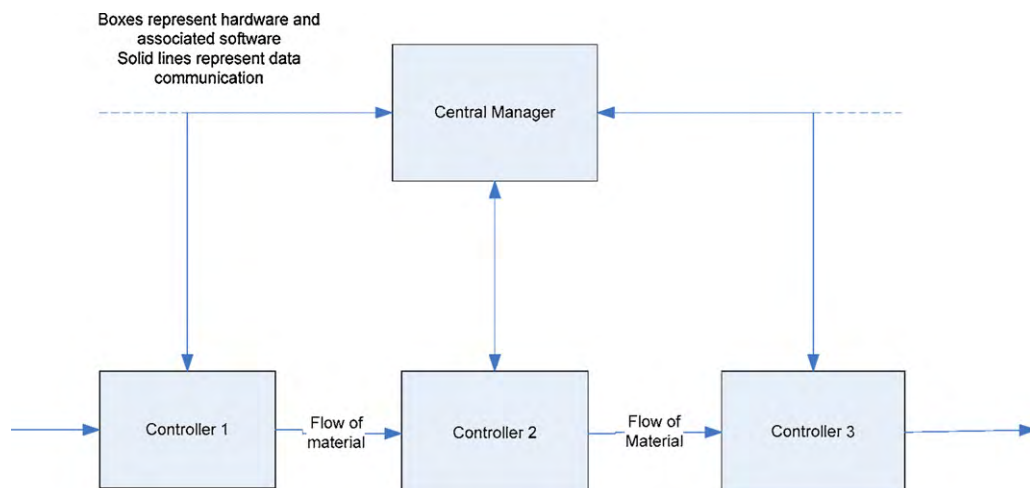 Boxes represent hardware and
associated software
Solid lines represent data
communication
Central Manager
Controller 1
Flow of
material
Controller 2
Flow of
Material
Controller 3